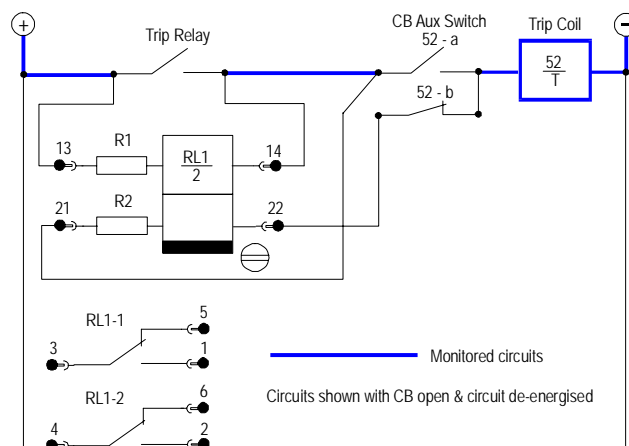 +
−
Trip Relay
CB Aux Switch
52 - a
Trip Coil
52
T
52 - b
13
R1
RL1
2
14
21
R2
22
RL1-1
5
3
1
RL1-2
6
4
2
Monitored circuits
Circuits shown with CB open & circuit de-energised